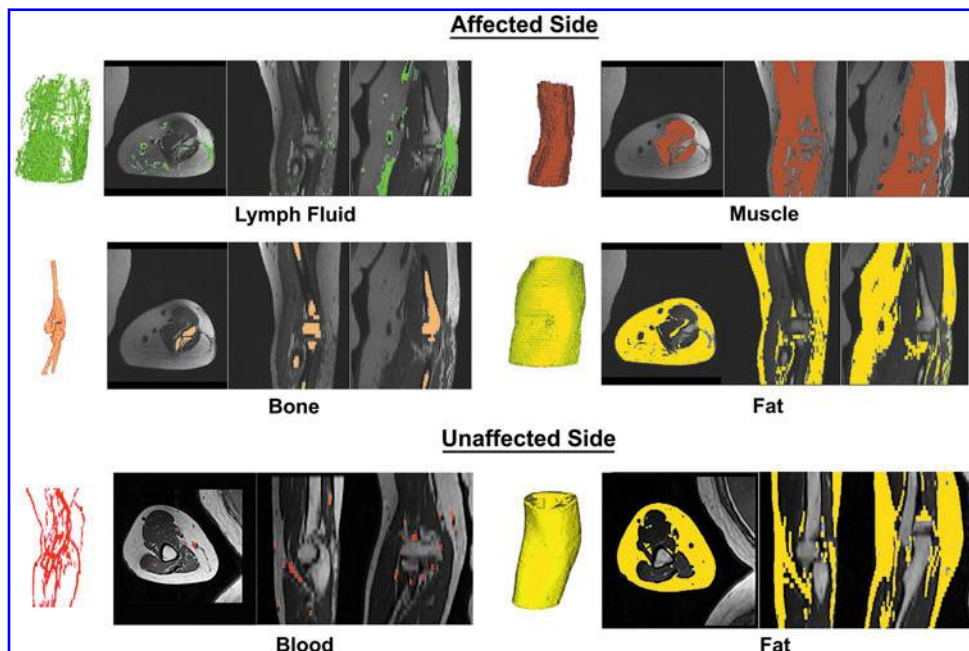 Affected Side
Lymph Fluid
Muscle
Bone
Fat
Unaffected Side
Blood
Fat